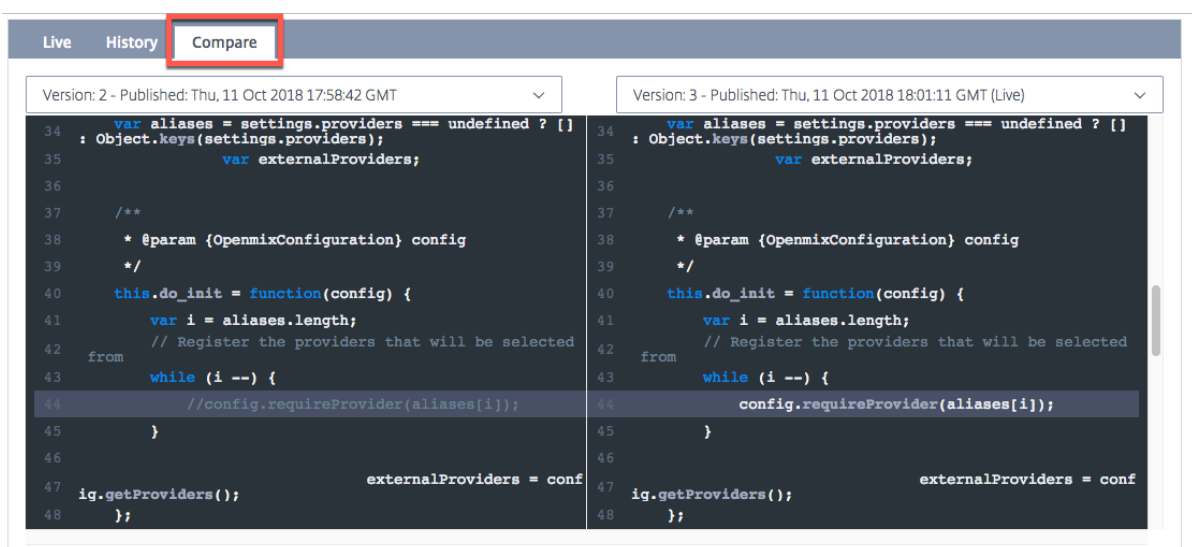 Live History Compare
Version: 2 - Published: Thu, 11 Oct 2018 17:58:42 GMT
34 var aliases = settings.providers === undefined ? []
: Object.keys(settings.providers);
35 var externalProviders;
36
37 /**
38 * @param {OpenmixConfiguration} config
39 */
40 this.do_init = function(config) {
41 var i = aliases.length;
42 // Register the providers that will be selected
from
43 while (i --) {
44 //config.requireProvider(aliases[i]);
45 }
46
47 externalProviders = conf
ig.getProviders();
48 };
Version: 3 - Published: Thu, 11 Oct 2018 18:01:11 GMT (Live)
34 var aliases = settings.providers === undefined ? []
: Object.keys(settings.providers);
35 var externalProviders;
36
37 /**
38 * @param {OpenmixConfiguration} config
39 */
40 this.do_init = function(config) {
41 var i = aliases.length;
42 // Register the providers that will be selected
from
43 while (i --) {
44 config.requireProvider(aliases[i]);
45 }
46
47 externalProviders = conf
ig.getProviders();
48 };